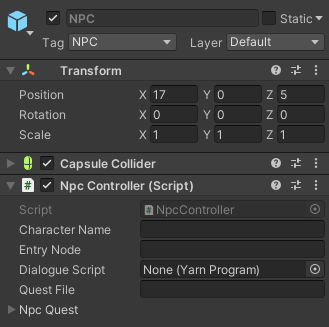 NPC Static
Tag NPC Layer Default
Transform
Position X 17 Y 0 Z 5
Rotation X 0 Y 0 Z 0
Scale X 1 Y 1 Z 1
Capsule Collider
# Npc Controller (Script)
Script # NpcController
Character Name
Entry Node
Dialogue Script None (Yarn Program)
Quest File
Npc Quest